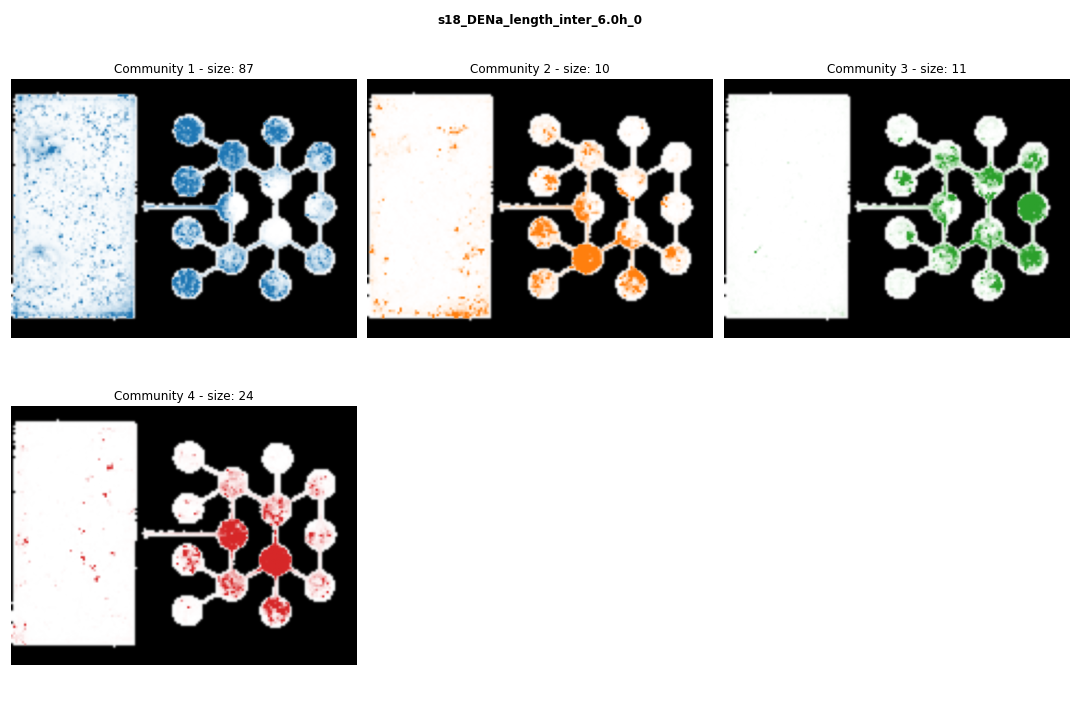 s18_DENa_length_inter_6.0h_0
Community 1 - size: 87
Community 2 - size: 10
Community 3 - size: 11
Community 4 - size: 24